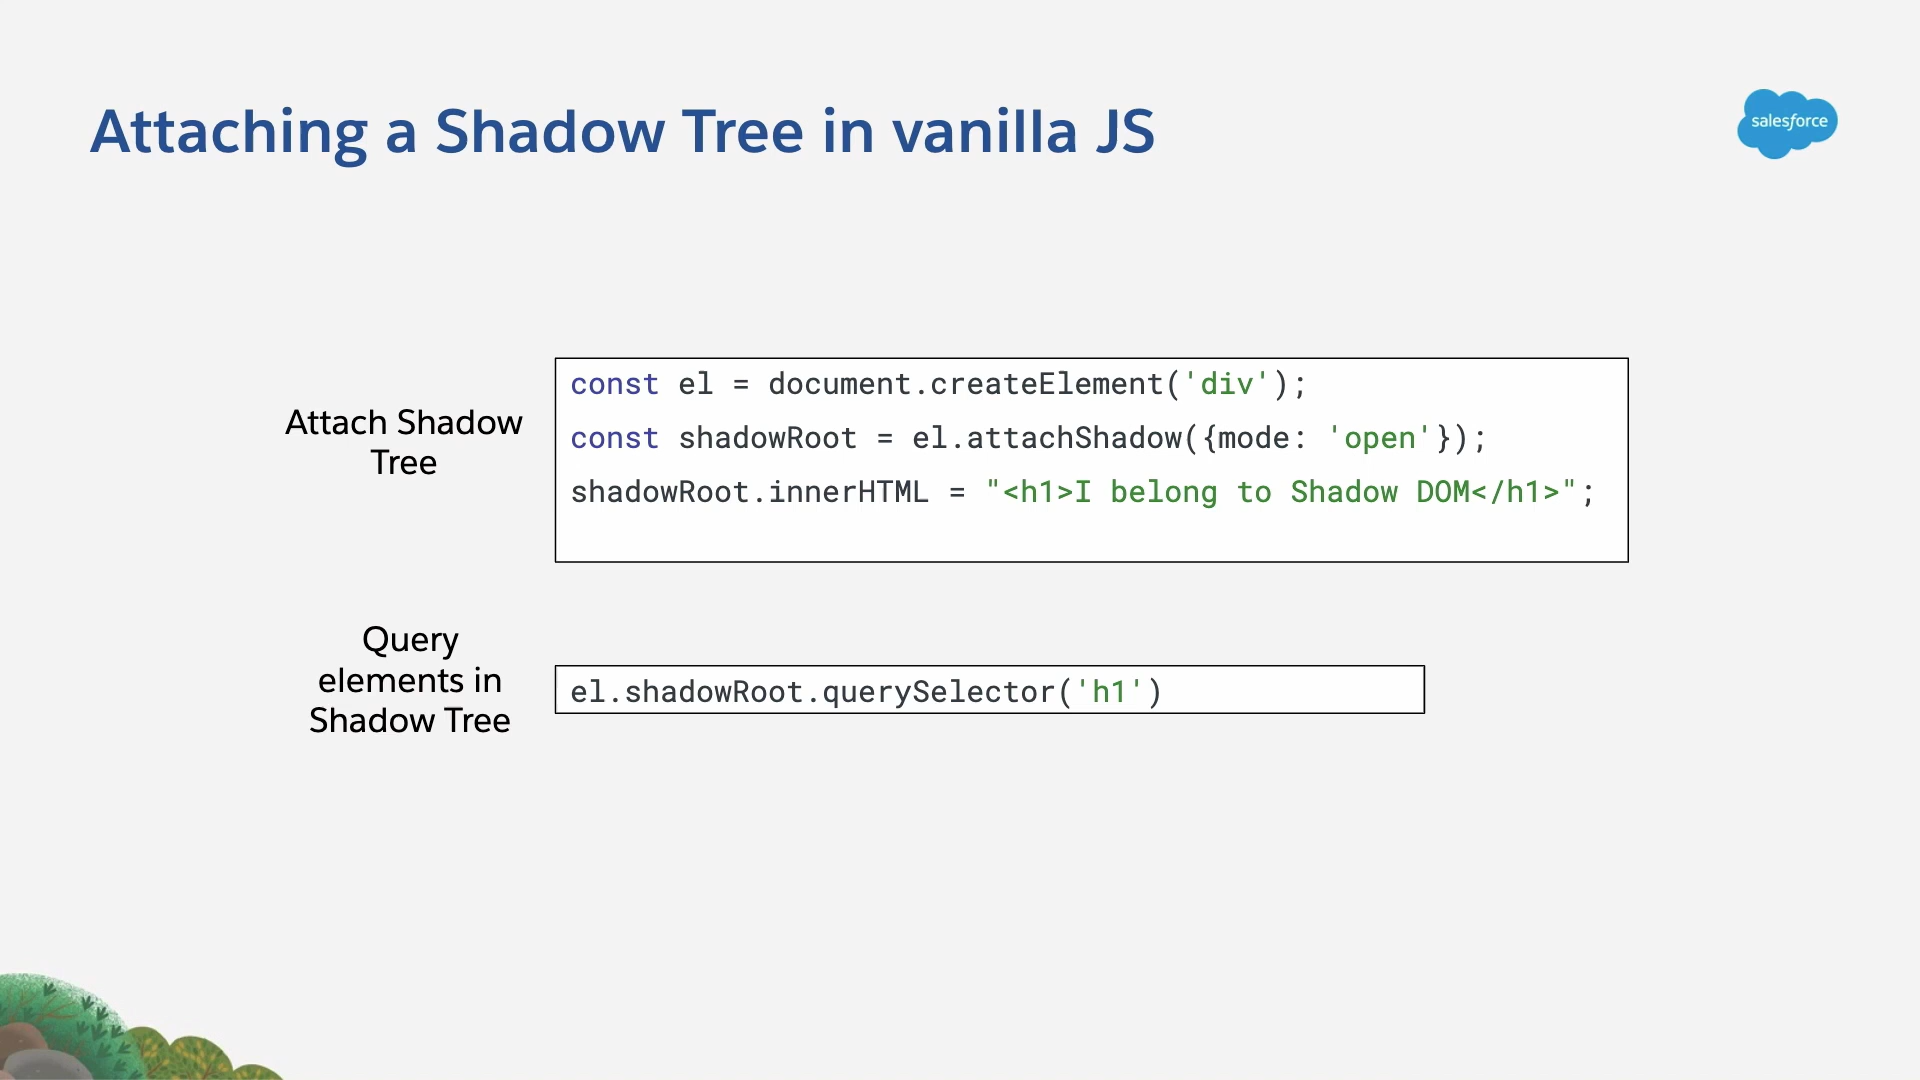 Attaching a Shadow Tree in vanilla JS
salesforce
Attach Shadow
Tree
const el = document.createElement('div');
const shadowRoot = el.attachShadow({mode: 'open'});
shadowRoot.innerHTML = "<h1>I belong to Shadow DOM</h1>";
Query
elements in
Shadow Tree
el.shadowRoot.querySelector('h1')